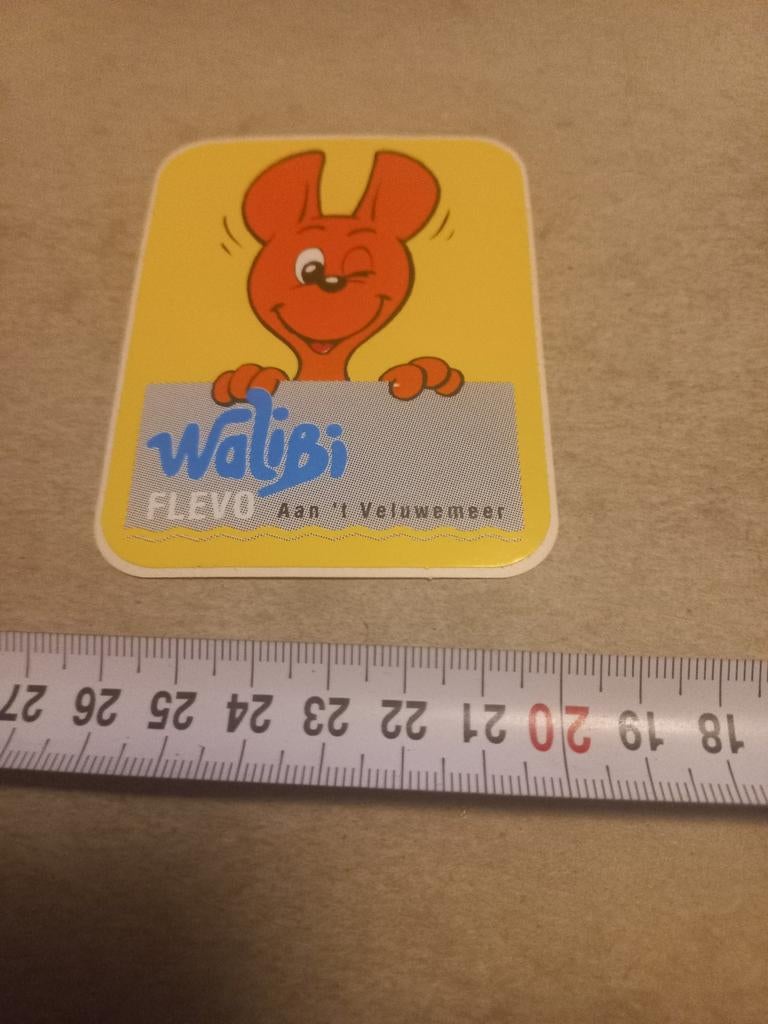 Walibi
FLEVO Aan 't Veluwemeer
27 26 25 24 23 22 21 20 19 18